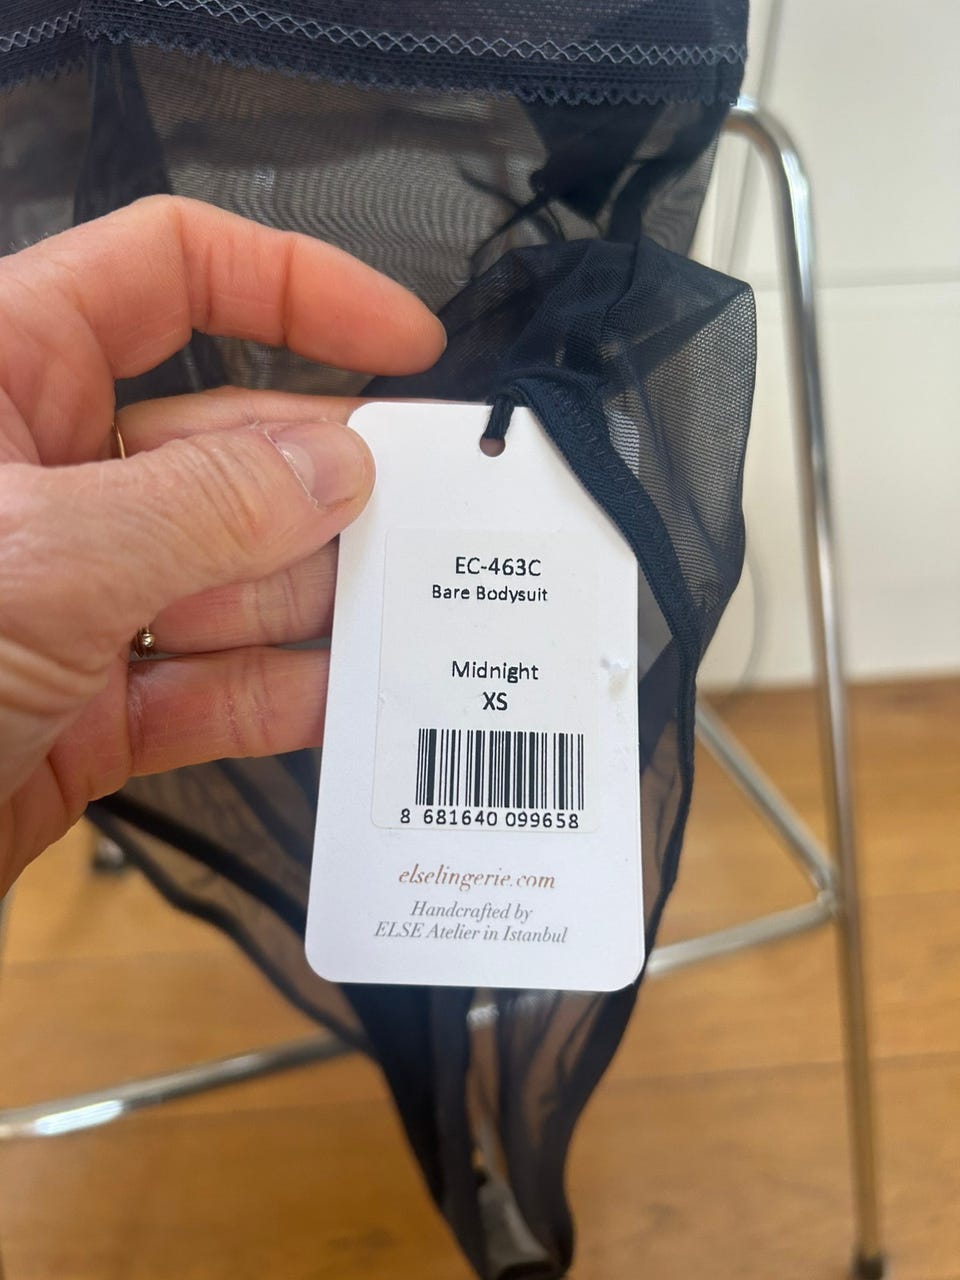 EC-463C
Bare Bodysuit
Midnight
XS
8 681640 099658
elselingerie.com
Handcrafted by
ELSE Atelier in Istanbul